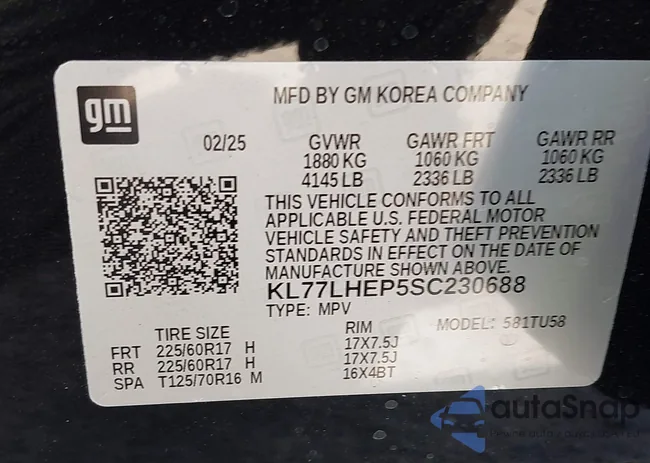 gm
MFD BY GM KOREA COMPANY
02/25 GVWR GAWR FRT GAWR RR
1880 KG 1060 KG 1060 KG
4145 LB 2336 LB 2336 LB
THIS VEHICLE CONFORMS TO ALL
APPLICABLE U.S. FEDERAL MOTOR
VEHICLE SAFETY AND THEFT PREVENTION
STANDARDS IN EFFECT ON THE DATE OF
MANUFACTURE SHOWN ABOVE.
KL77LHEP5SC230688
TYPE: MPV MODEL: 581TU58
TIRE SIZE RIM
FRT 225/60R17 H 17X7.5J
RR 225/60R17 H 17X7.5J
SPA T125/70R16 M 16X4BT
autoSnap